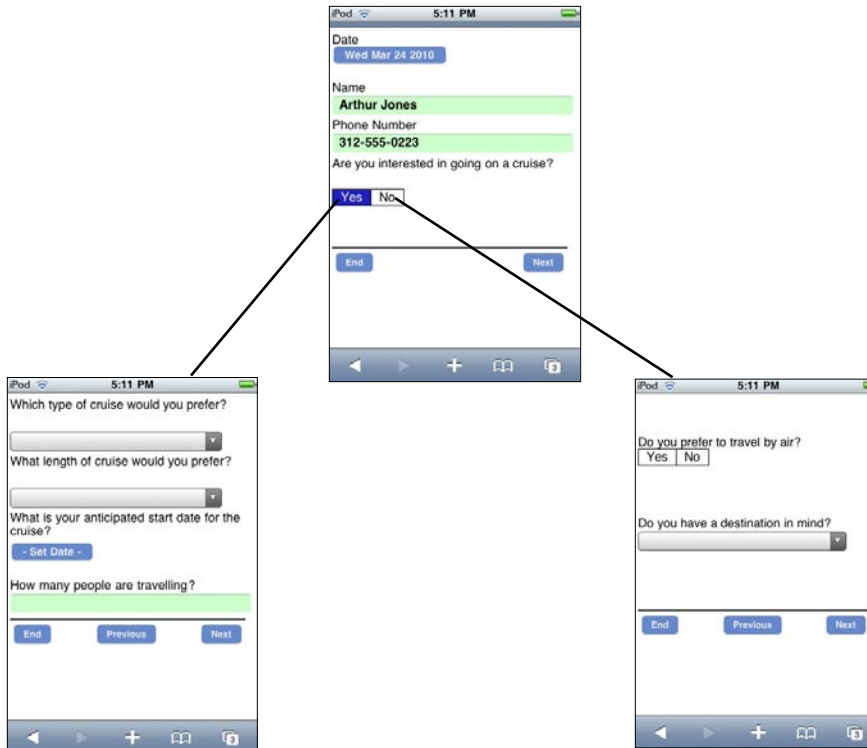 iPod 5:11 PM
Date
Wed Mar 24 2010
Name
Arthur Jones
Phone Number
312-555-0223
Are you interested in going on a cruise?
Yes No
End Next
3
iPod 5:11 PM
Which type of cruise would you prefer?
What length of cruise would you prefer?
What is your anticipated start date for the
cruise?
- Set Date -
How many people are travelling?
End Previous Next
3
iPod 5:11 PM
Do you prefer to travel by air?
Yes No
Do you have a destination in mind?
End Previous Next
3